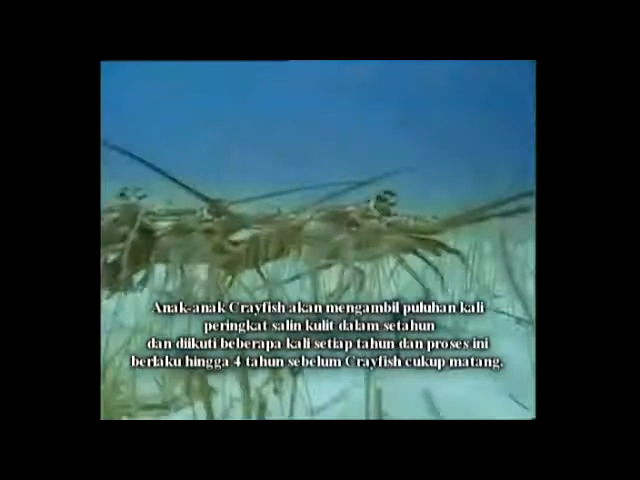 Anak-anak Crayfish akan mengambil puluhan kali
peringkat salin kulit dalam setahun
dan diikuti beberapa kali setiap tahun dan proses ini
berlaku hingga 4 tahun sebelum Crayfish cukup matang.